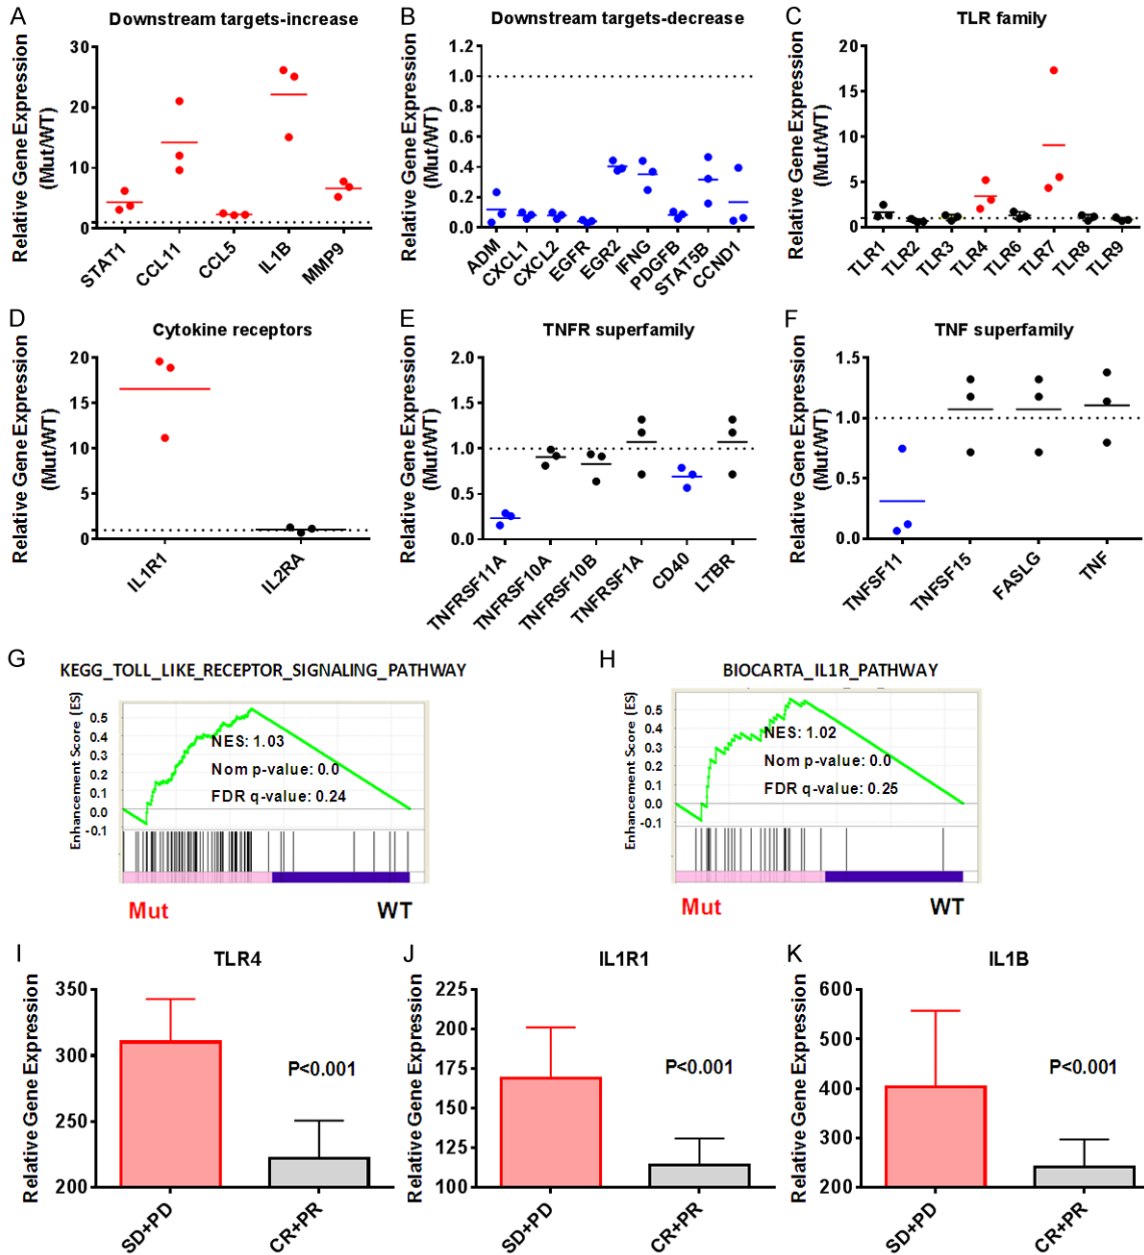 A
Downstream targets-increase
Relative Gene Expression
(Mut/WT)
30
20
10
0
STAT1
CCL11
CCL5
IL1B
MMP9
B
Downstream targets-decrease
Relative Gene Expression
(Mut/WT)
1.2
1.0
0.8
0.6
0.4
0.2
0.0
ADM
CXCL1
CXCL2
EGFR
EGR2
IFNG
PDGFB
STAT5B
CCND1
C
TLR family
Relative Gene Expression
(Mut/WT)
20
15
10
5
0
TLR1
TLR2
TLR3
TLR4
TLR6
TLR7
TLR8
TLR9
D
Cytokine receptors
Relative Gene Expression
(Mut/WT)
20
15
10
5
0
IL1R1
IL2RA
E
TNFR superfamily
Relative Gene Expression
(Mut/WT)
2.0
1.5
1.0
0.5
0.0
TNFRSF11A
TNFRSF10A
TNFRSF10B
TNFRSF1A
CD40
LTBR
F
TNF superfamily
Relative Gene Expression
(Mut/WT)
1.5
1.0
0.5
0.0
TNFSF11
TNFSF15
FASLG
TNF
G
KEGG_TOLL_LIKE_RECEPTOR_SIGNALING_PATHWAY
Enhancement Score (ES)
0.5
0.4
0.3
0.2
0.1
0.0
-0.1
NES: 1.03
Nom p-value: 0.0
FDR q-value: 0.24
Mut
WT
H
BIOCARTA_IL1R_PATHWAY
Enhancement Score (ES)
0.5
0.4
0.3
0.2
0.1
0.0
-0.1
NES: 1.02
Nom p-value: 0.0
FDR q-value: 0.25
Mut
WT
I
TLR4
Relative Gene Expression
350
300
250
200
P<0.001
SD+PD
CR+PR
J
IL1R1
Relative Gene Expression
225
200
175
150
125
100
P<0.001
SD+PD
CR+PR
K
IL1B
Relative Gene Expression
600
500
400
300
200
P<0.001
SD+PD
CR+PR